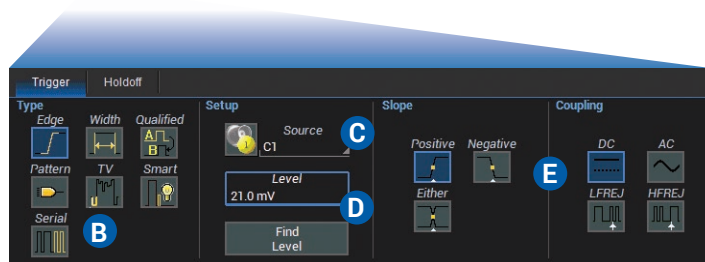 Trigger Holdoff
Type
Edge Width Qualified
A
B
Pattern TV Smart
U
Serial
B
Setup
Source
1
C1
C
Level
21.0 mV
D
Find
Level
Slope
Positive Negative
Either
E
Coupling
DC AC
LFREJ HFREJ